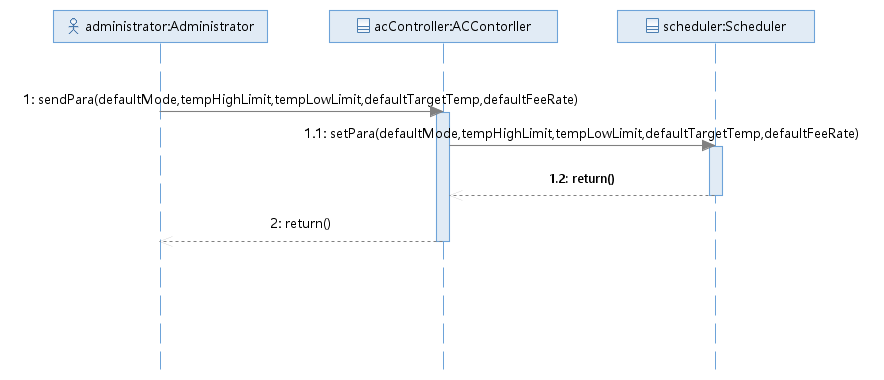 administrator:Administrator
acController:ACContorller
scheduler:Scheduler
1: sendPara(defaultMode,tempHighLimit,tempLowLimit,defaultTargetTemp,defaultFeeRate)
1.1: setPara(defaultMode,tempHighLimit,tempLowLimit,defaultTargetTemp,defaultFeeRate)
1.2: return()
2: return()